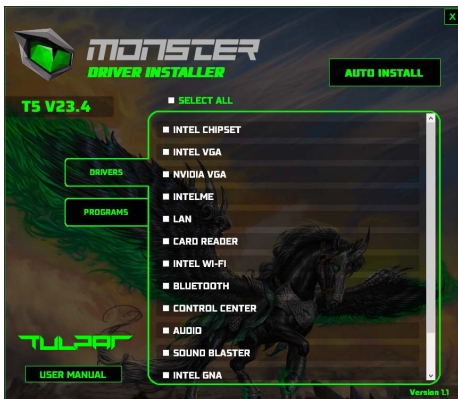 X
MONSTER
DRIVER INSTALLER
AUTO INSTALL
T5 V23.4
SELECT ALL
INTEL CHIPSET
INTEL VGA
NVIDIA VGA
INTELME
LAN
CARD READER
INTEL WI-FI
BLUETOOTH
CONTROL CENTER
AUDIO
SOUND BLASTER
INTEL GNA
DRIVERS
PROGRAMS
TULPAR
USER MANUAL
Version 1.1